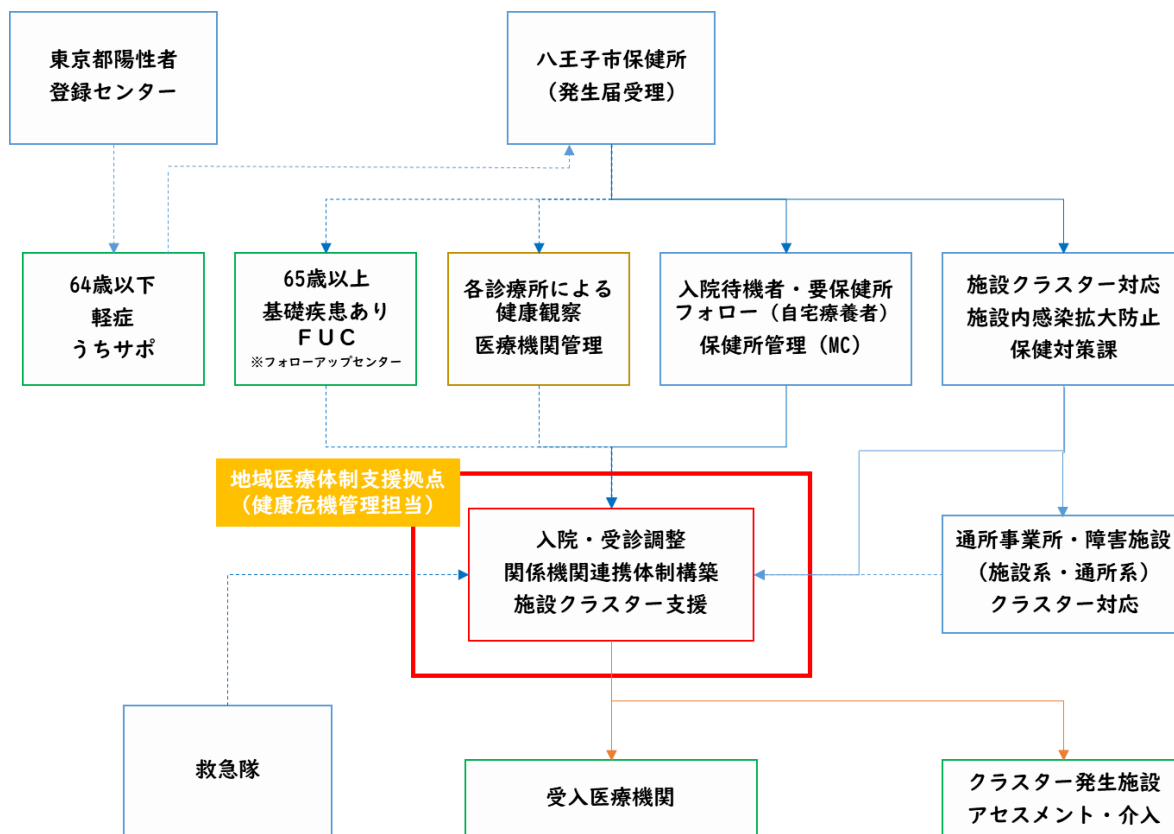 東京都陽性者
登録センター
八王子市保健所
（発生届受理）
64歳以下
軽症
うちサポ
65歳以上
基礎疾患あり
ＦＵＣ
※フォローアップセンター
各診療所による
健康観察
医療機関管理
入院待機者・要保健所
フォロー（自宅療養者）
保健所管理（MC）
施設クラスター対応
施設内感染拡大防止
保健対策課
地域医療体制支援拠点
（健康危機管理担当）
入院・受診調整
関係機関連携体制構築
施設クラスター支援
通所事業所・障害施設
（施設系・通所系）
クラスター対応
救急隊
受入医療機関
クラスター発生施設
アセスメント・介入